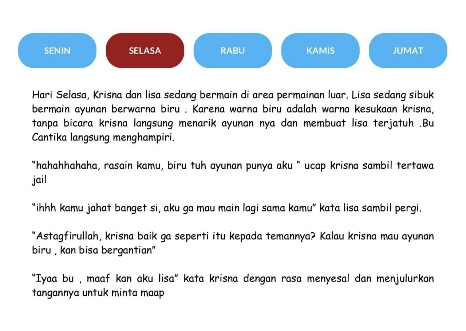 SENIN
SELASA
RABU
KAMIS
JUMAT
Hari Selasa, Krisna dan lisa sedang bermain di area permainan luar. Lisa sedang sibuk
bermain ayunan berwarna biru . Karena warna biru adalah warna kesukaan krisna,
tanpa bicara krisna langsung menarik ayunan nya dan membuat lisa terjatuh .Bu
Cantika langsung menghampiri.
"hahahhahaha, rasain kamu, biru tuh ayunan punya aku " ucap krisna sambil tertawa
jail
"ihhh kamu jahat banget si, aku ga mau main lagi sama kamu" kata lisa sambil pergi.
"Astagfirullah, krisna baik ga seperti itu kepada temannya? Kalau krisna mau ayunan
biru , kan bisa bergantian"
"Iyaa bu , maaf kan aku lisa" kata krisna dengan rasa menyesal dan menjulurkan
tangannya untuk minta maap